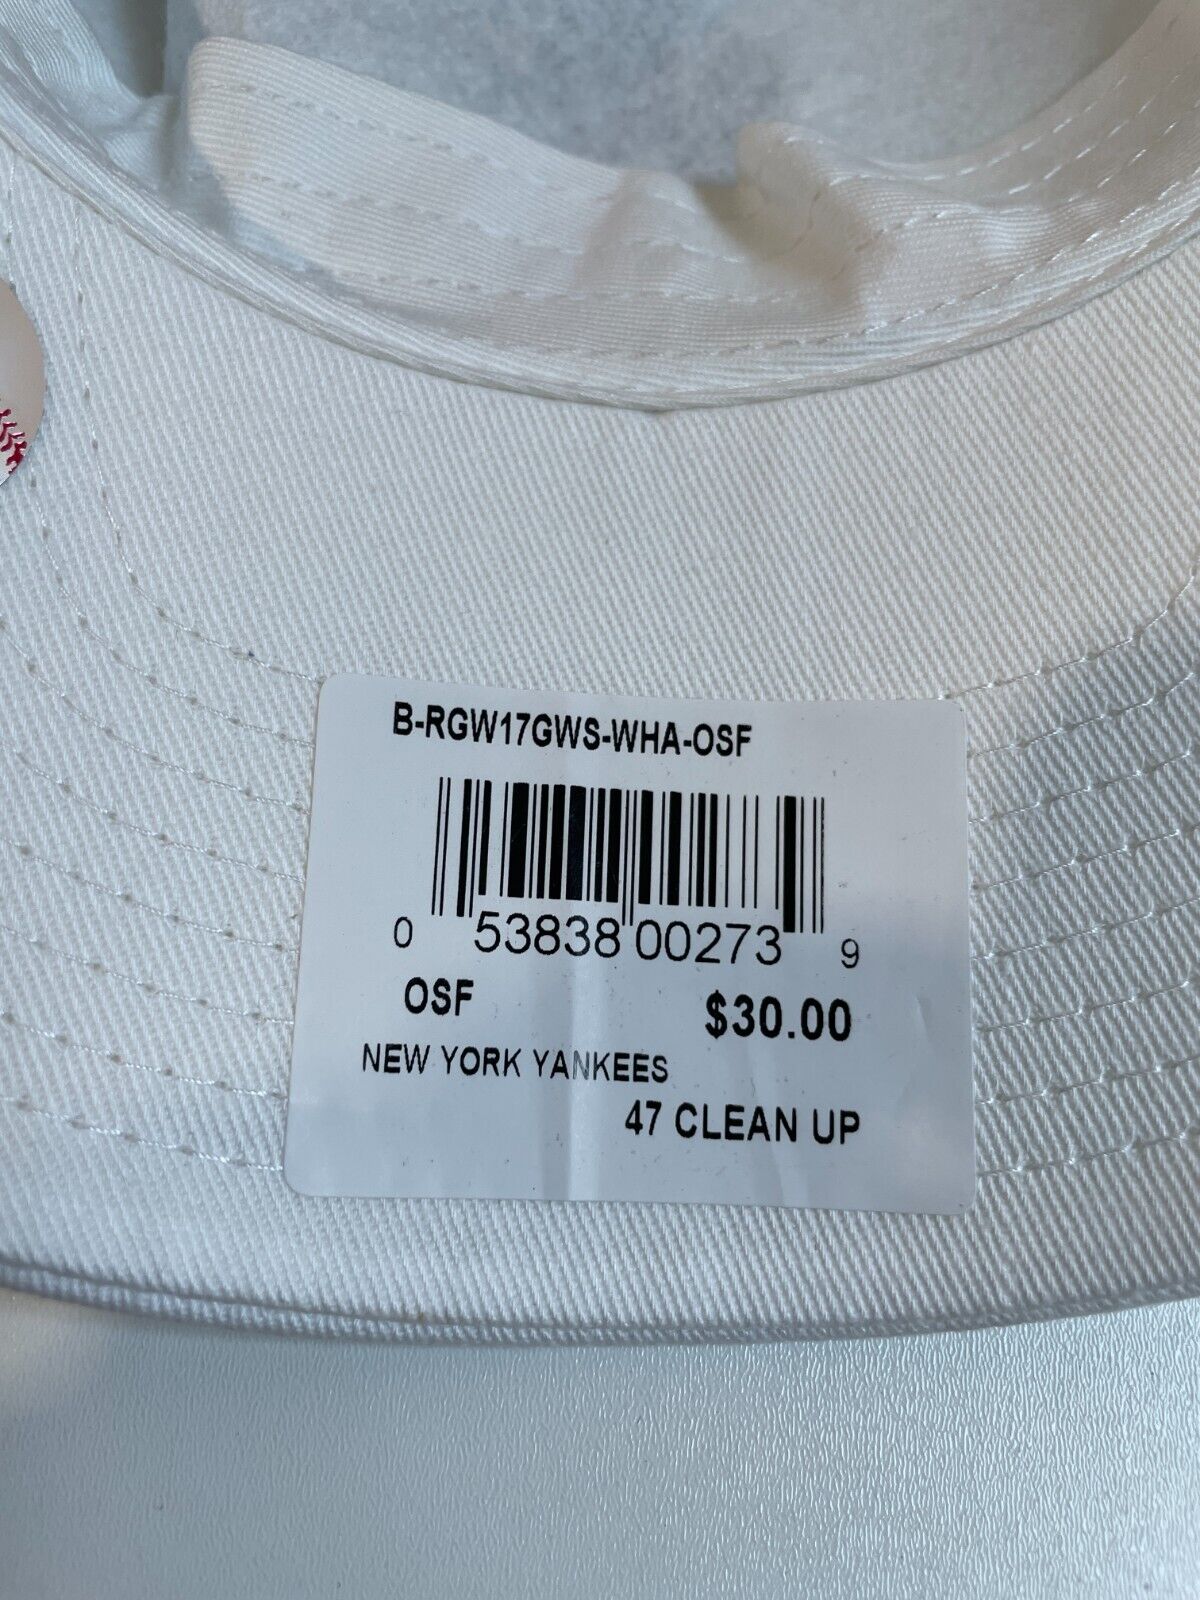 B-RGW17GWS-WHA-OSF
0 53838 00273 9
OSF $30.00
NEW YORK YANKEES
47 CLEAN UP